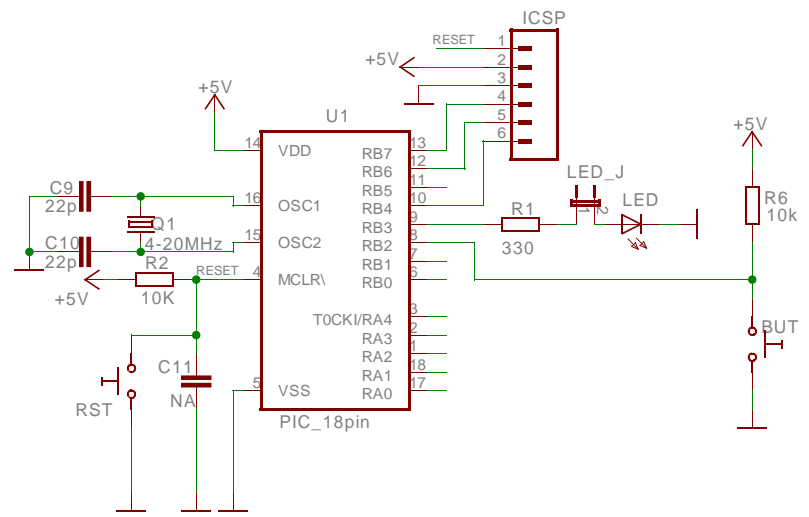 ICSP
RESET
1
+5V
2
3
4
5
6
+5V
U1
14
VDD
RB7
13
RB6
12
RB5
11
C9
22p
16
OSC1
RB4
10
Q1
4-20MHz
RB3
9
R1
330
LED_J
1
2
LED
+5V
R6
10k
C10
22p
15
OSC2
RB2
8
R2
10K
RESET
+5V
4
MCLR\
RB1
7
RB0
6
T0CKI/RA4
3
RA3
2
RA2
1
RA1
18
RA0
17
BUT
C11
NA
RST
5
VSS
PIC_18pin